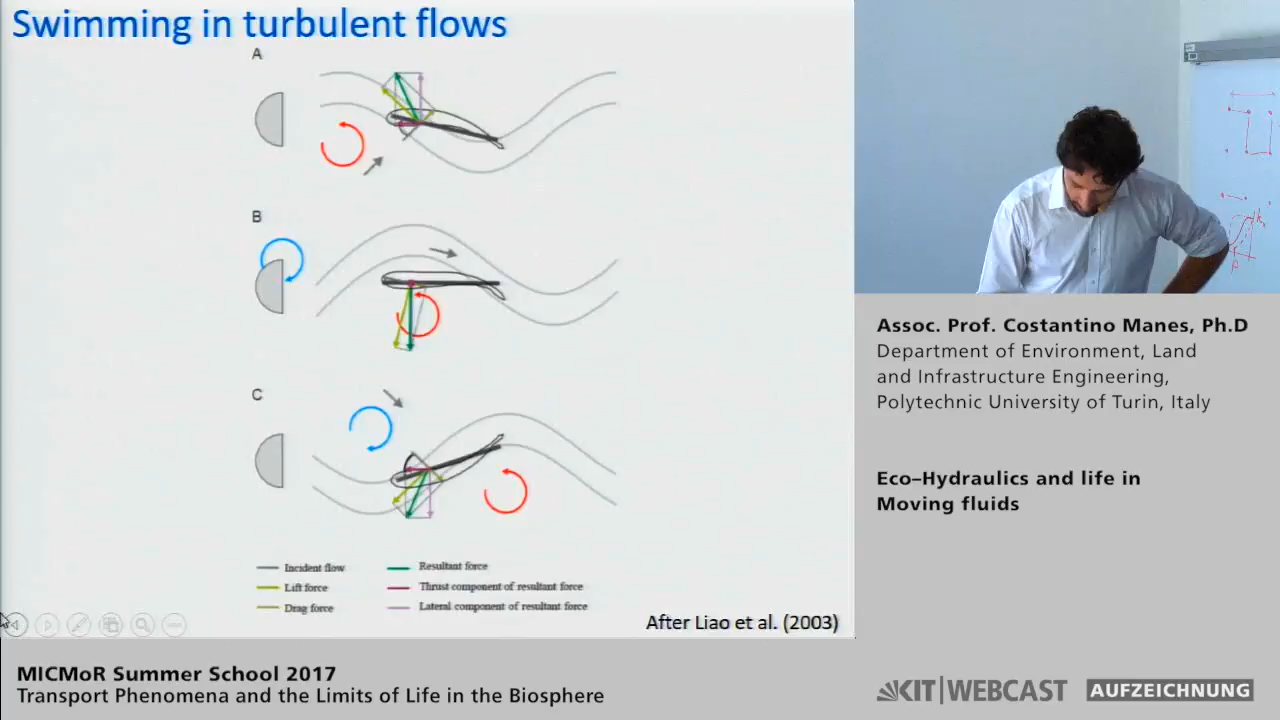 Swimming in turbulent flows
A
B
C
Incident flow
Lift force
Drag force
Resultant force
Thrust component of resultant force
Lateral component of resultant force
After Liao et al. (2003)
Assoc. Prof. Costantino Manes, Ph.D
Department of Environment, Land
and Infrastructure Engineering,
Polytechnic University of Turin, Italy
Eco–Hydraulics and life in
Moving fluids
MICMoR Summer School 2017
Transport Phenomena and the Limits of Life in the Biosphere
KIT|WEBCAST
AUFZEICHNUNG